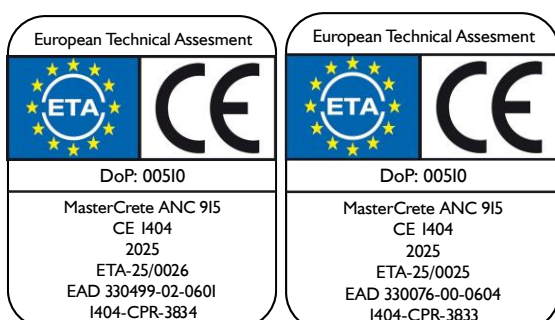 European Technical Assesment
ETA
CE
DoP: 00510
MasterCrete ANC 915
CE 1404
2025
ETA-25/0026
EAD 330499-02-0601
1404-CPR-3834
European Technical Assesment
ETA
CE
DoP: 00510
MasterCrete ANC 915
CE 1404
2025
ETA-25/0025
EAD 330076-00-0604
1404-CPR-3833